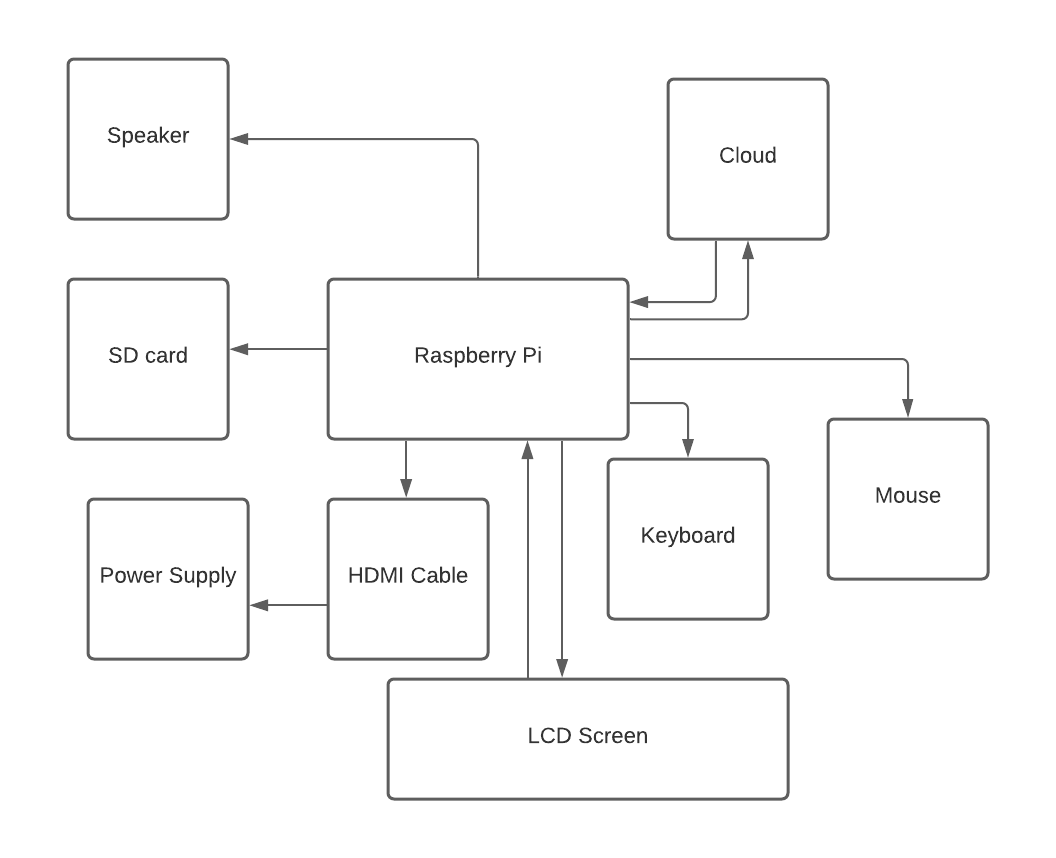 Speaker
Cloud
SD card
Raspberry Pi
Mouse
Keyboard
Power Supply
HDMI Cable
LCD Screen